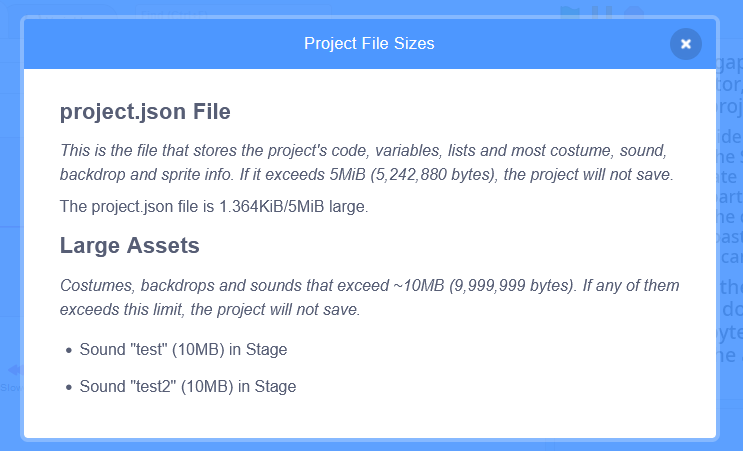 Project File Sizes
project.json File
This is the file that stores the project's code, variables, lists and most costume, sound,
backdrop and sprite info. If it exceeds 5MiB (5,242,880 bytes), the project will not save.
The project.json file is 1.364KiB/5MiB large.
Large Assets
Costumes, backdrops and sounds that exceed ~10MB (9,999,999 bytes). If any of them
exceeds this limit, the project will not save.
• Sound "test" (10MB) in Stage
• Sound "test2" (10MB) in Stage